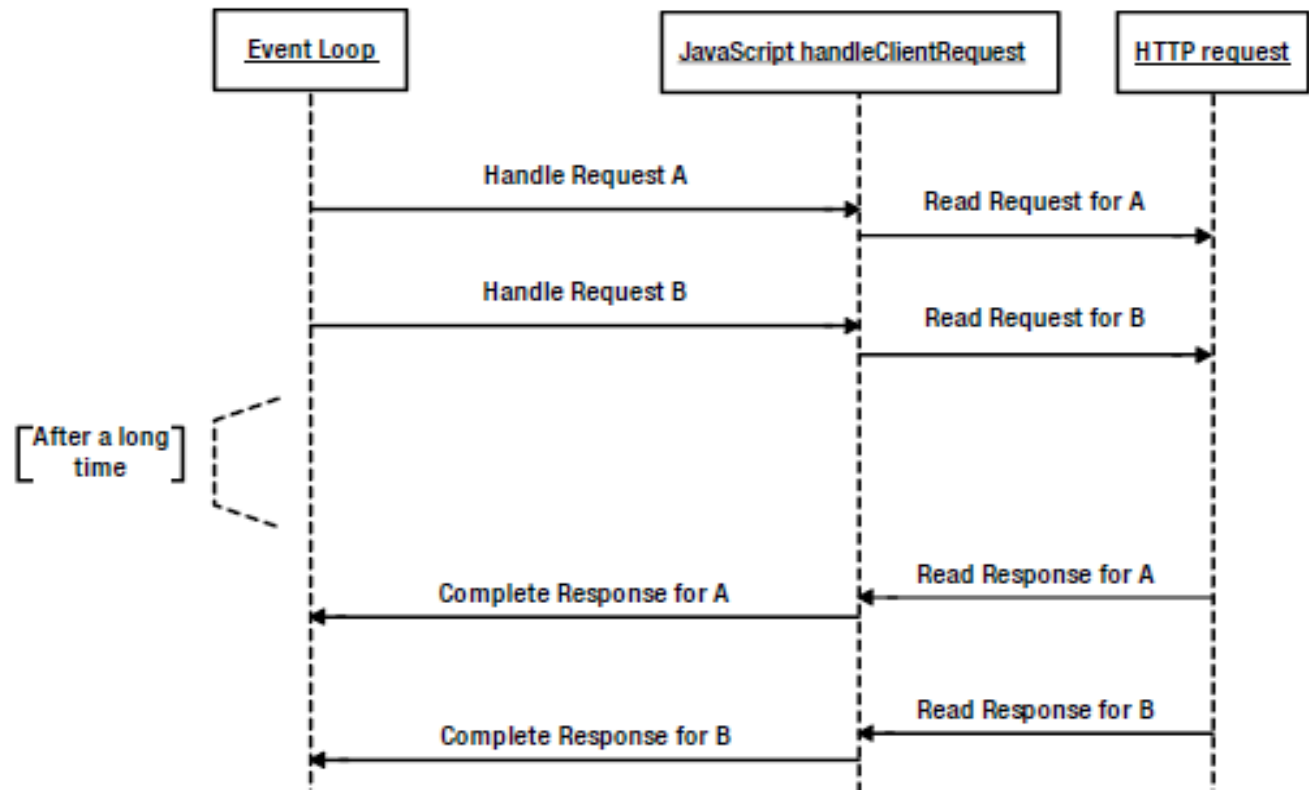 Event Loop
JavaScript handleClientRequest
HTTP request
Handle Request A
Read Request for A
Handle Request B
Read Request for B
After a long
time
Read Response for A
Complete Response for A
Read Response for B
Complete Response for B